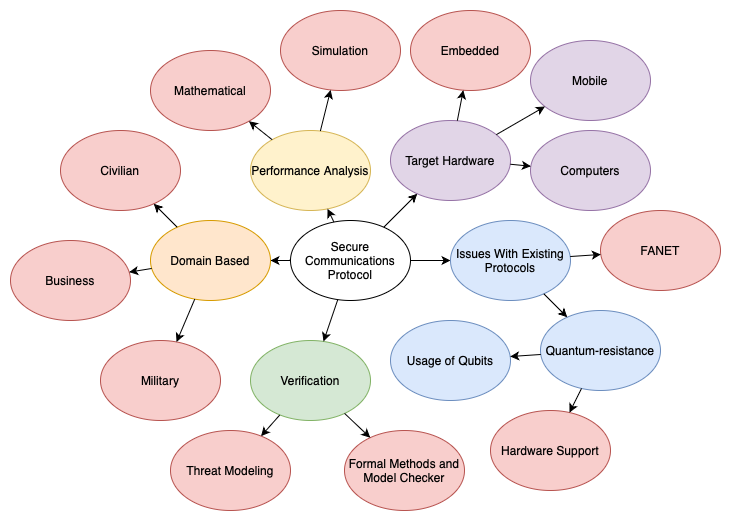 Simulation
Embedded
Mathematical
Mobile
Performance Analysis
Target Hardware
Computers
Civilian
Secure
Communications
Protocol
Domain Based
Issues With Existing
Protocols
FANET
Business
Usage of Qubits
Quantum-resistance
Military
Verification
Hardware Support
Threat Modeling
Formal Methods and
Model Checker